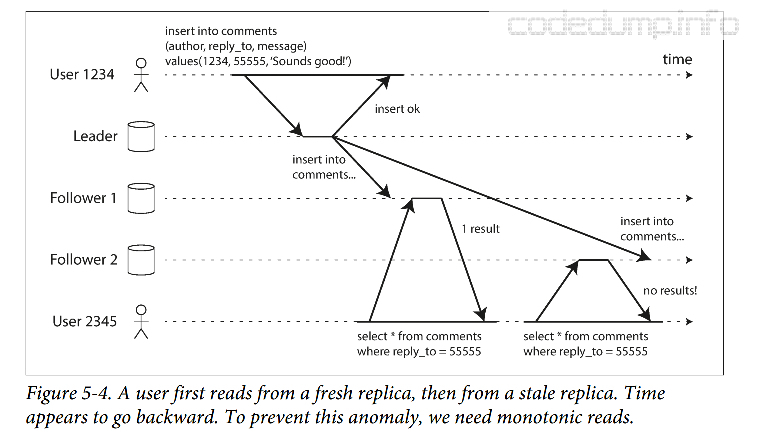 codedump.info
insert into comments
(author, reply_to, message)
values(1234, 55555, 'Sounds good!')
time
User 1234
insert ok
Leader
insert into
comments...
Follower 1
1 result
insert into
comments...
Follower 2
no results!
User 2345
select * from comments
where reply_to = 55555
select * from comments
where reply_to = 55555
Figure 5-4. A user first reads from a fresh replica, then from a stale replica. Time
appears to go backward. To prevent this anomaly, we need monotonic reads.